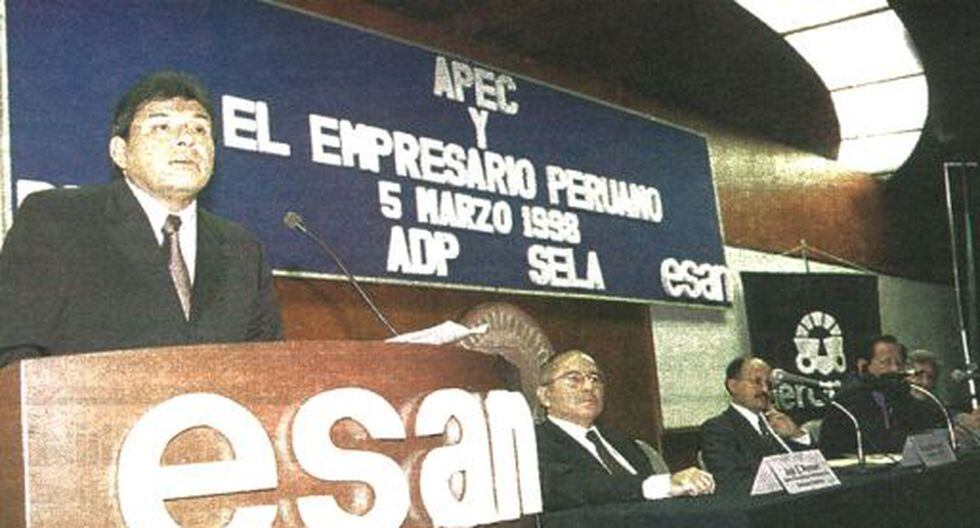 APEC
Y
EL EMPRESARIO PERUANO
5 MARZO 1998
ADP SELA esan
esan